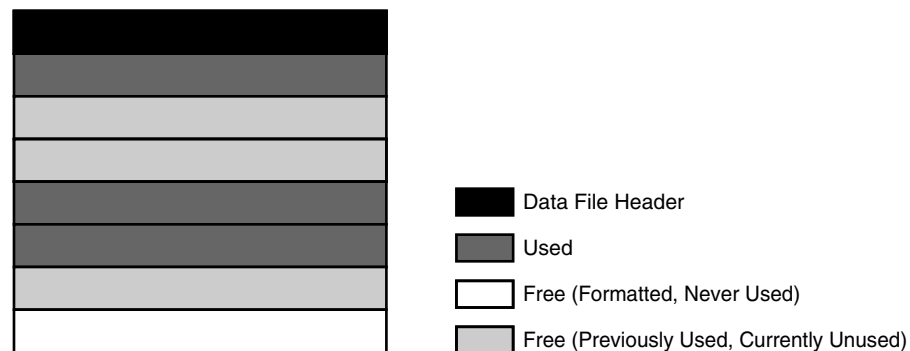 Data File Header
Used
Free (Formatted, Never Used)
Free (Previously Used, Currently Unused)